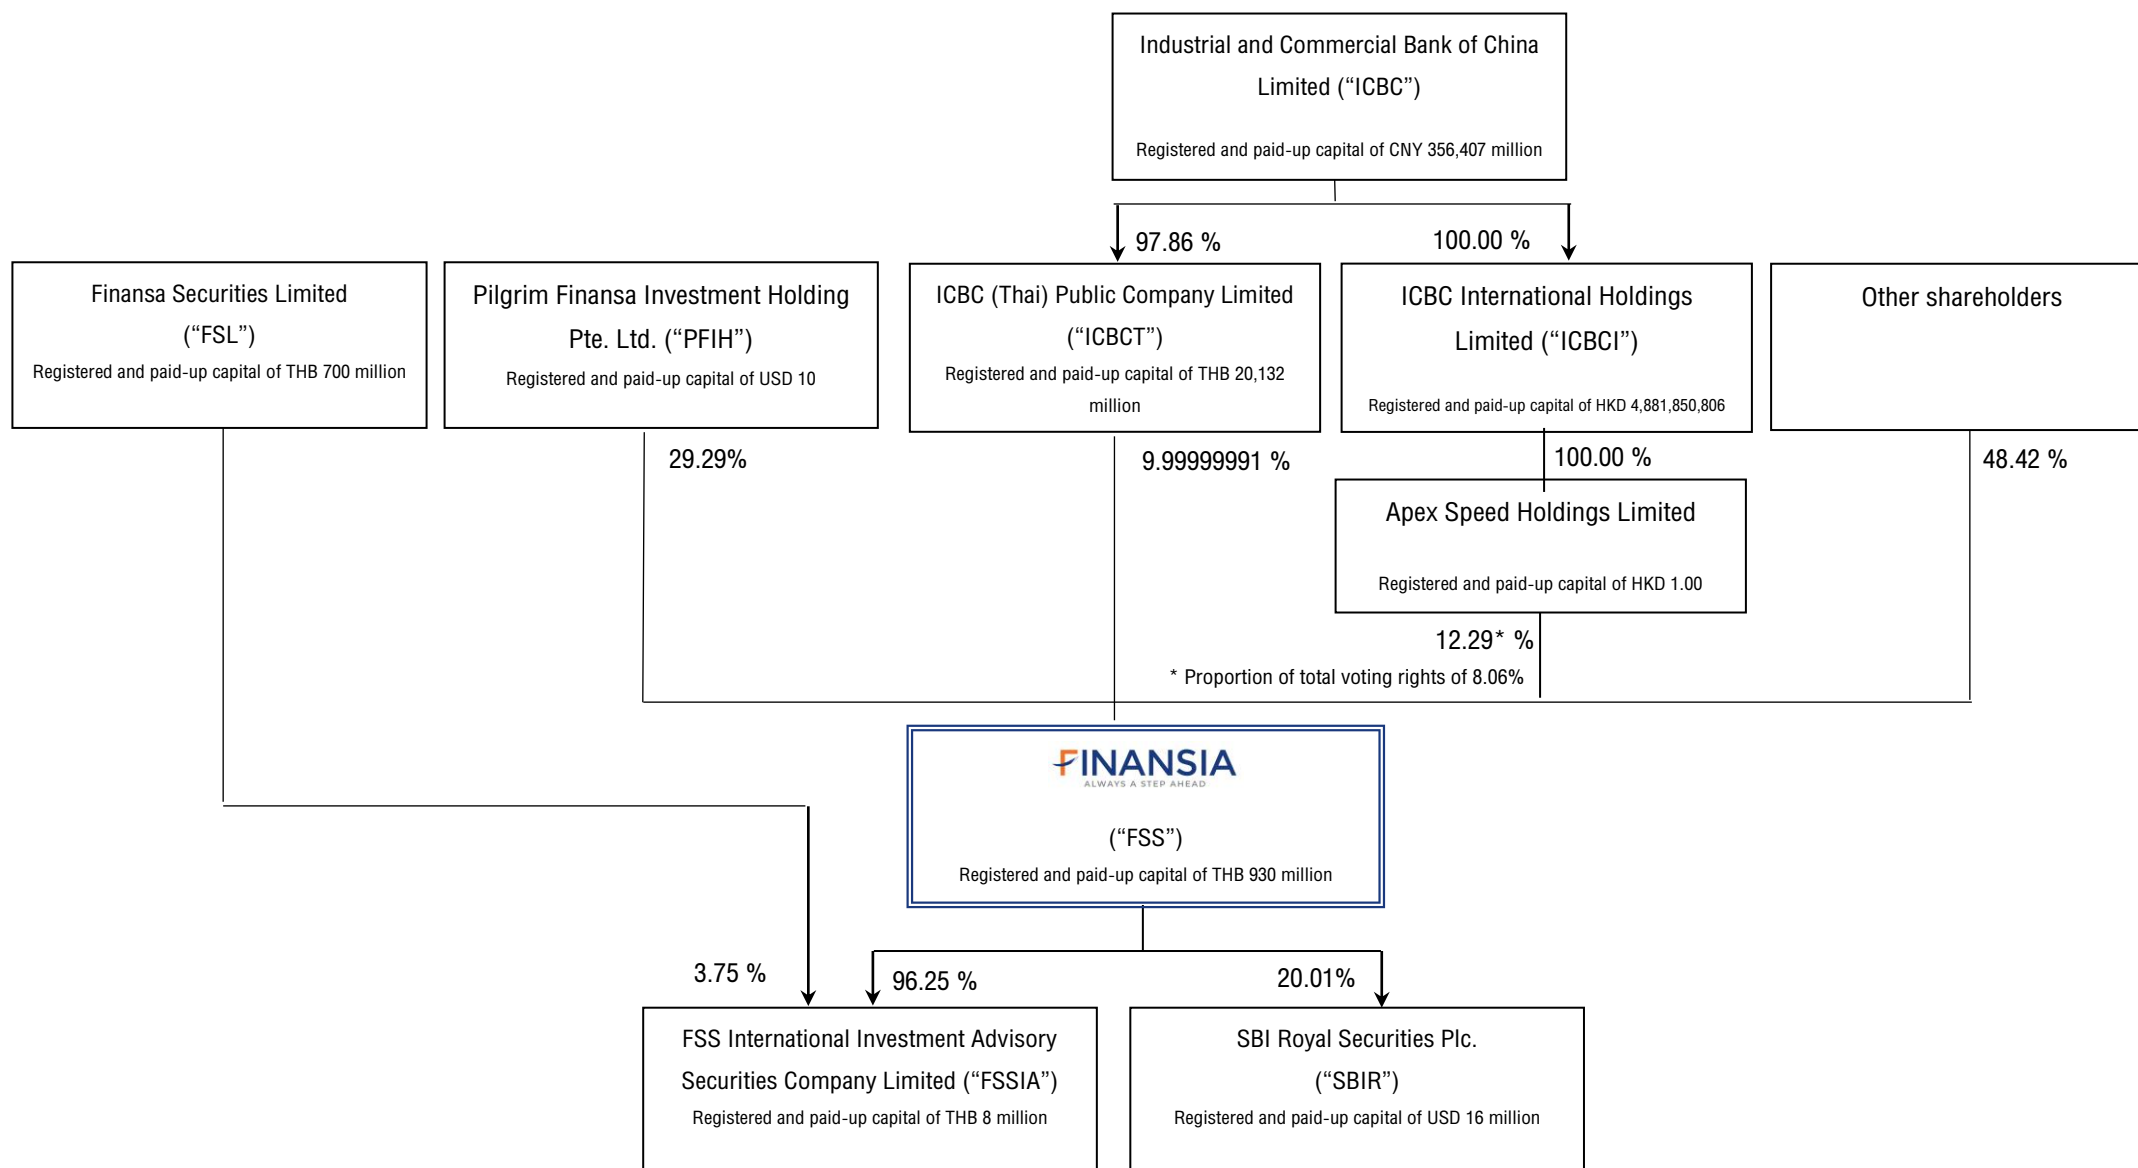 Industrial and Commercial Bank of China
Limited (“ICBC”)
Registered and paid-up capital of CNY 356,407 million
97.86 %
100.00 %
Finansa Securities Limited
(“FSL”)
Registered and paid-up capital of THB 700 million
Pilgrim Finansa Investment Holding
Pte. Ltd. (“PFIH”)
Registered and paid-up capital of USD 10
ICBC (Thai) Public Company Limited
(“ICBCT”)
Registered and paid-up capital of THB 20,132
million
ICBC International Holdings
Limited (“ICBCI”)
Registered and paid-up capital of HKD 4,881,850,806
Other shareholders
29.29%
9.99999991 %
100.00 %
48.42 %
Apex Speed Holdings Limited
Registered and paid-up capital of HKD 1.00
12.29* %
* Proportion of total voting rights of 8.06%
FINANSIA
ALWAYS A STEP AHEAD
(“FSS”)
Registered and paid-up capital of THB 930 million
3.75 %
96.25 %
20.01%
FSS International Investment Advisory
Securities Company Limited (“FSSIA”)
Registered and paid-up capital of THB 8 million
SBI Royal Securities Plc.
(“SBIR”)
Registered and paid-up capital of USD 16 million